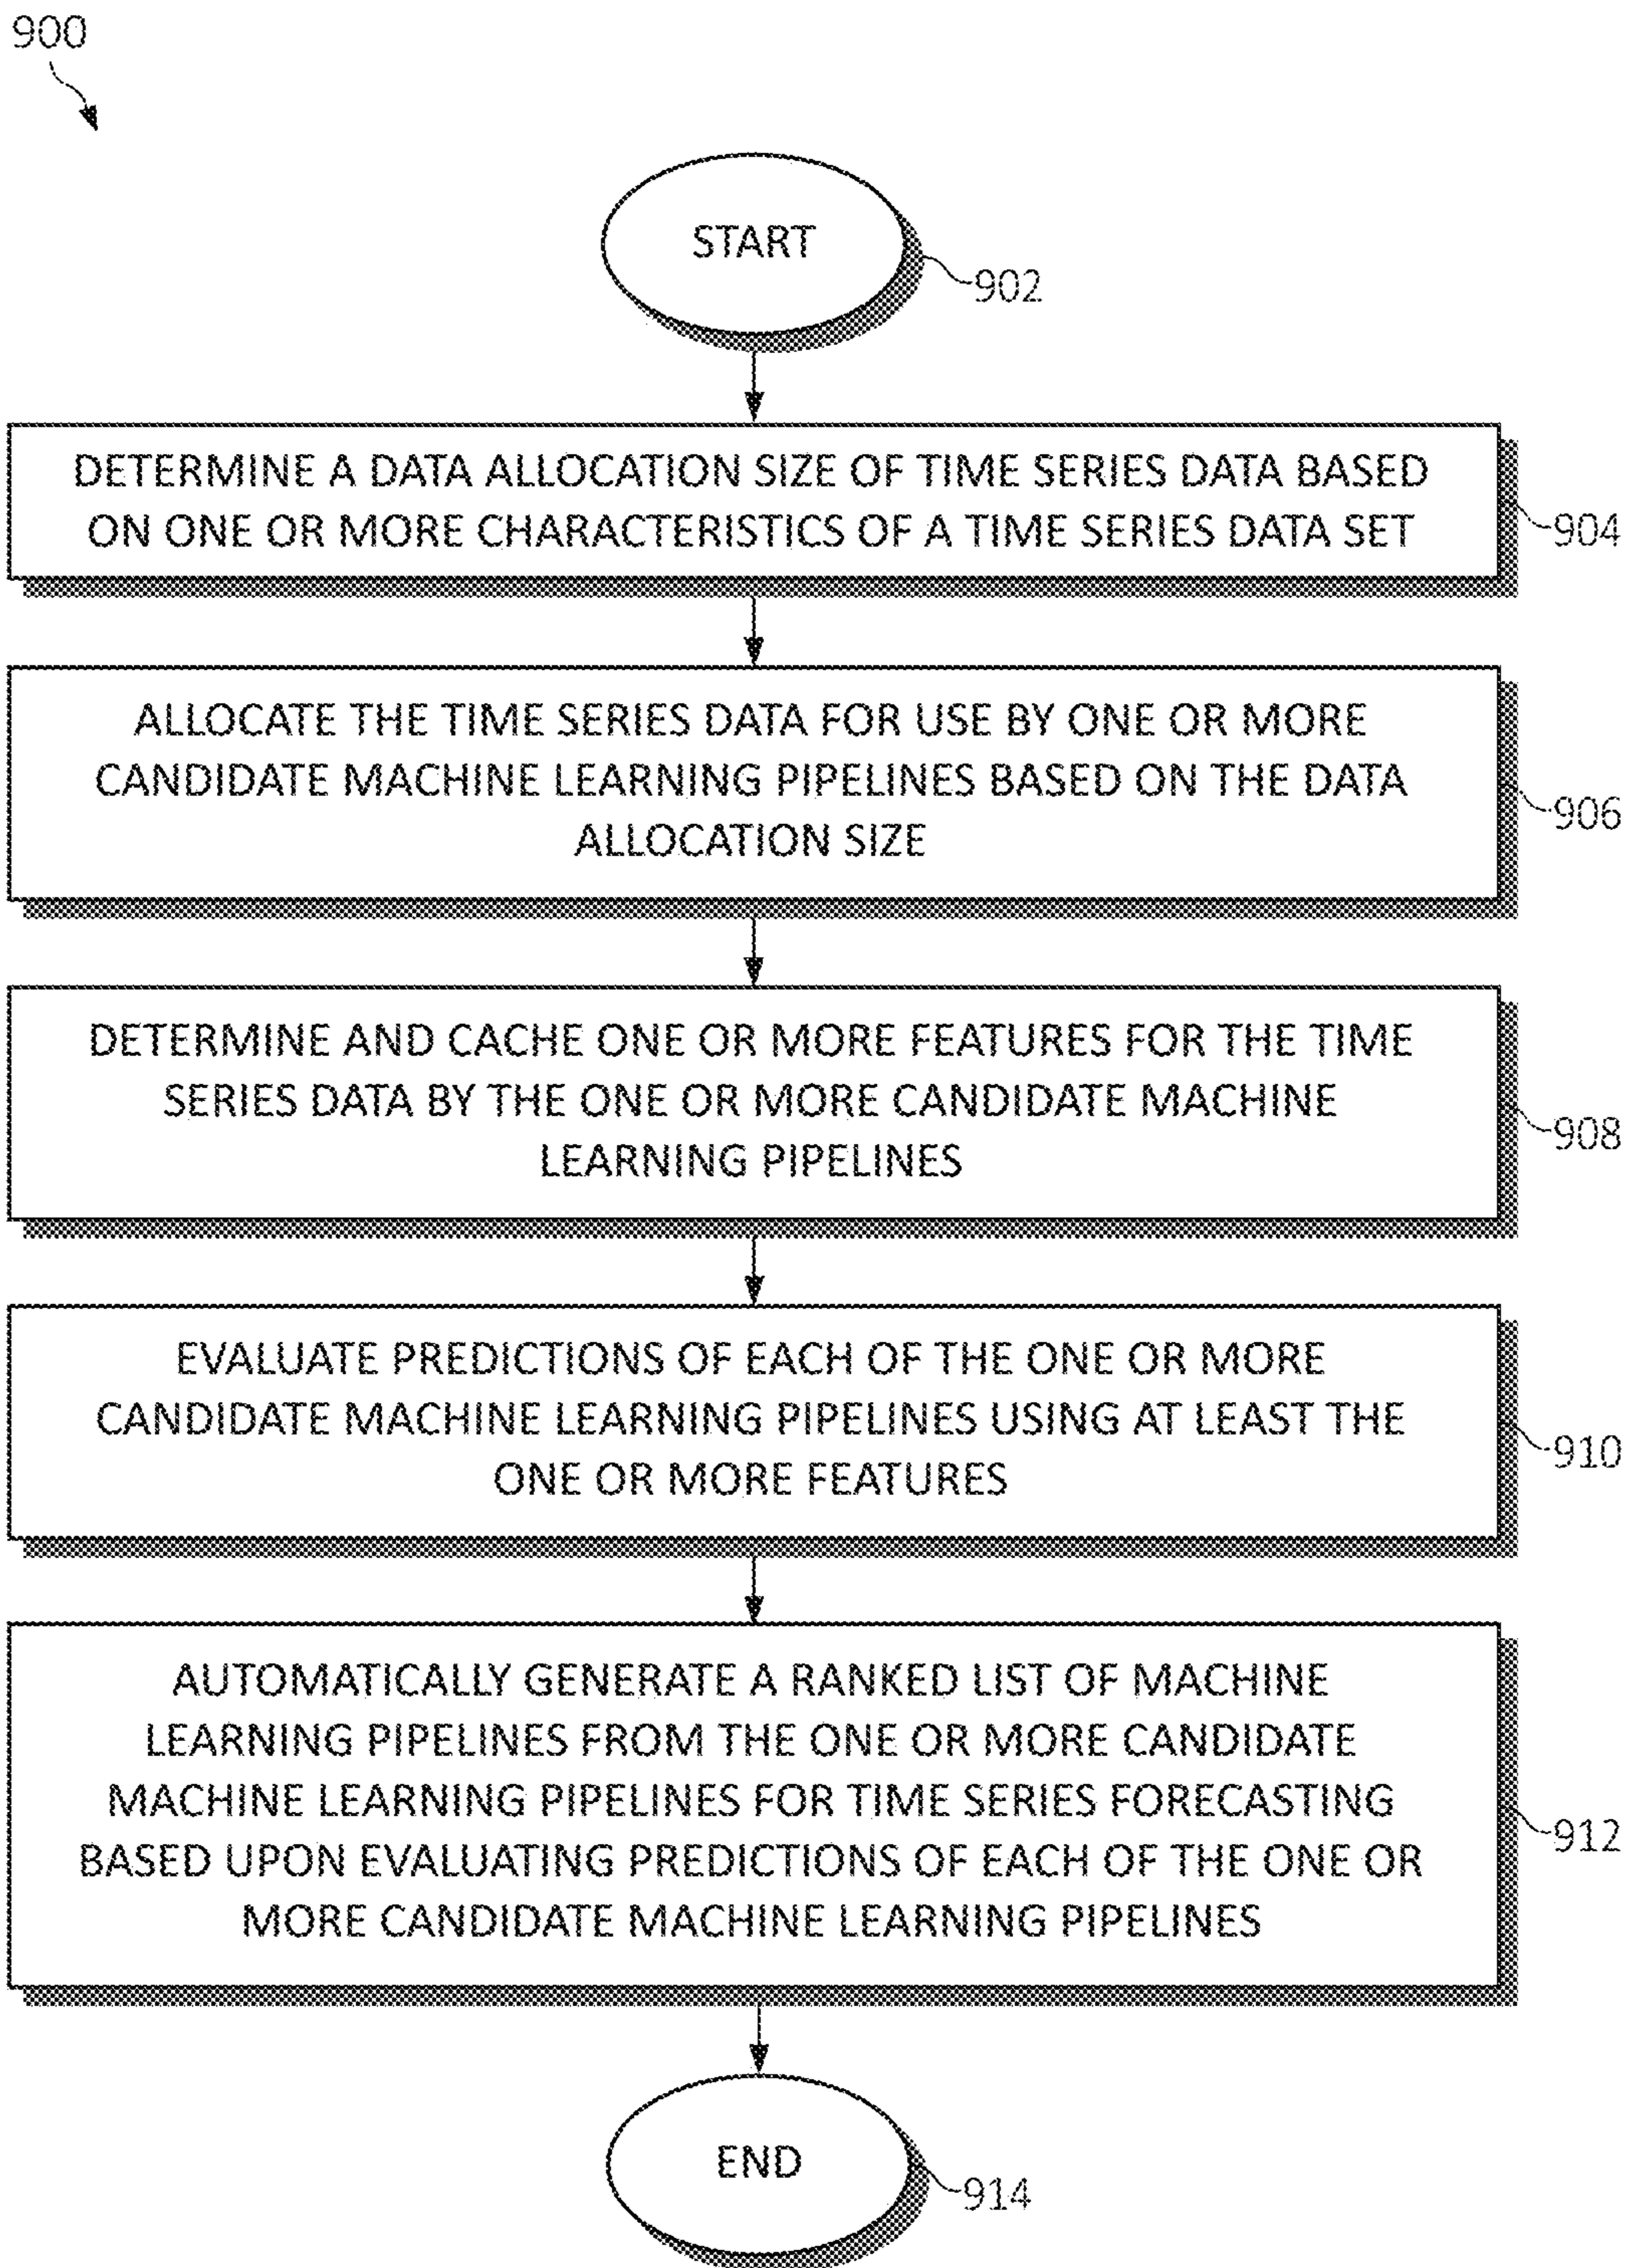 900
START
902
DETERMINE A DATA ALLOCATION SIZE OF TIME SERIES DATA BASED
ON ONE OR MORE CHARACTERISTICS OF A TIME SERIES DATA SET
904
ALLOCATE THE TIME SERIES DATA FOR USE BY ONE OR MORE
CANDIDATE MACHINE LEARNING PIPELINES BASED ON THE DATA
ALLOCATION SIZE
906
DETERMINE AND CACHE ONE OR MORE FEATURES FOR THE TIME
SERIES DATA BY THE ONE OR MORE CANDIDATE MACHINE
LEARNING PIPELINES
908
EVALUATE PREDICTIONS OF EACH OF THE ONE OR MORE
CANDIDATE MACHINE LEARNING PIPELINES USING AT LEAST THE
ONE OR MORE FEATURES
910
AUTOMATICALLY GENERATE A RANKED LIST OF MACHINE
LEARNING PIPELINES FROM THE ONE OR MORE CANDIDATE
MACHINE LEARNING PIPELINES FOR TIME SERIES FORECASTING
BASED UPON EVALUATING PREDICTIONS OF EACH OF THE ONE OR
MORE CANDIDATE MACHINE LEARNING PIPELINES
912
END
914